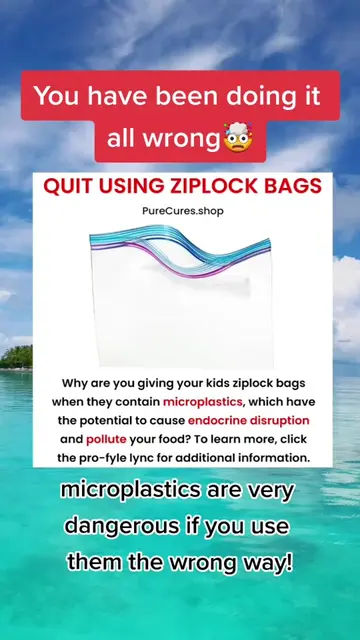 You have been doing it
all wrong🤯
QUIT USING ZIPLOCK BAGS
PureCures.shop
Why are you giving your kids ziplock bags
when they contain microplastics, which have
the potential to cause endocrine disruption
and pollute your food? To learn more, click
the pro-fyle lync for additional information.
microplastics are very
dangerous if you use
them the wrong way!